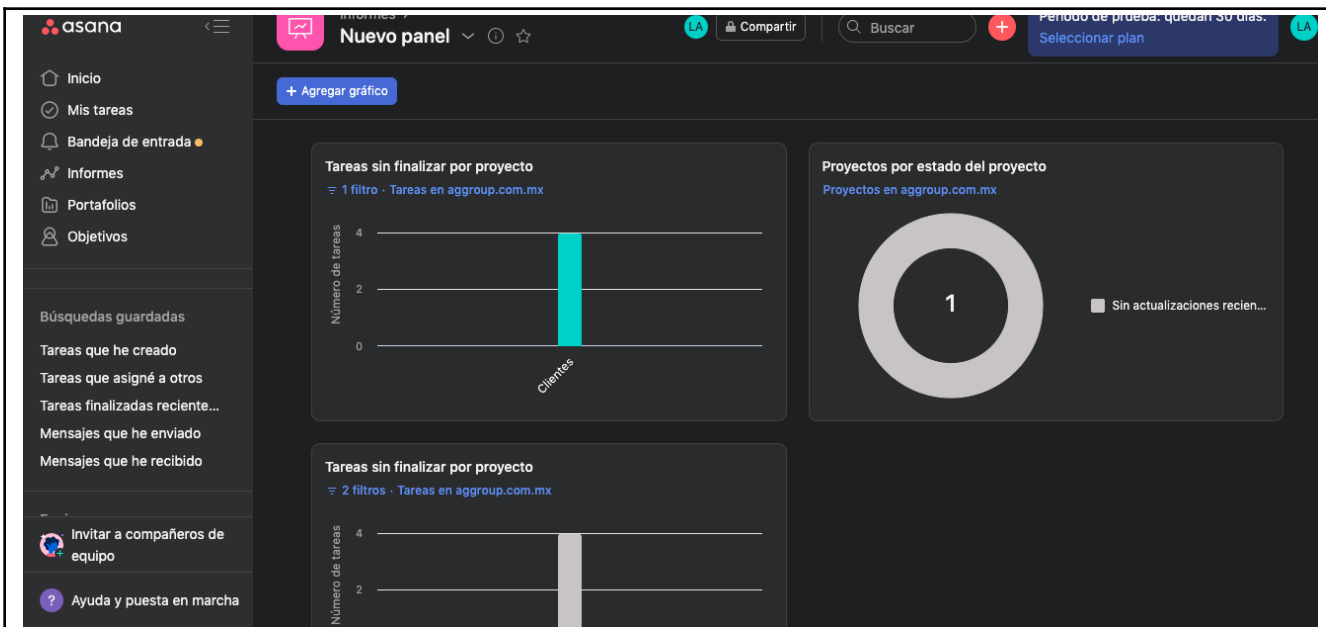 asana
Inicio
Mis tareas
Bandeja de entrada
Informes
Portafolios
Objetivos
Búsquedas guardadas
Tareas que he creado
Tareas que asigné a otros
Tareas finalizadas reciente...
Mensajes que he enviado
Mensajes que he recibido
Invitar a compañeros de
equipo
? Ayuda y puesta en marcha
Informes >
Nuevo panel
LA
Compartir
Buscar
+
Periodo de prueba: quedan 30 días.
Seleccionar plan
LA
+ Agregar gráfico
Tareas sin finalizar por proyecto
1 filtro · Tareas en aggroup.com.mx
Número de tareas
4
2
0
Clientes
Proyectos por estado del proyecto
Proyectos en aggroup.com.mx
1
Sin actualizaciones recien...
Tareas sin finalizar por proyecto
2 filtros · Tareas en aggroup.com.mx
Número de tareas
4
2